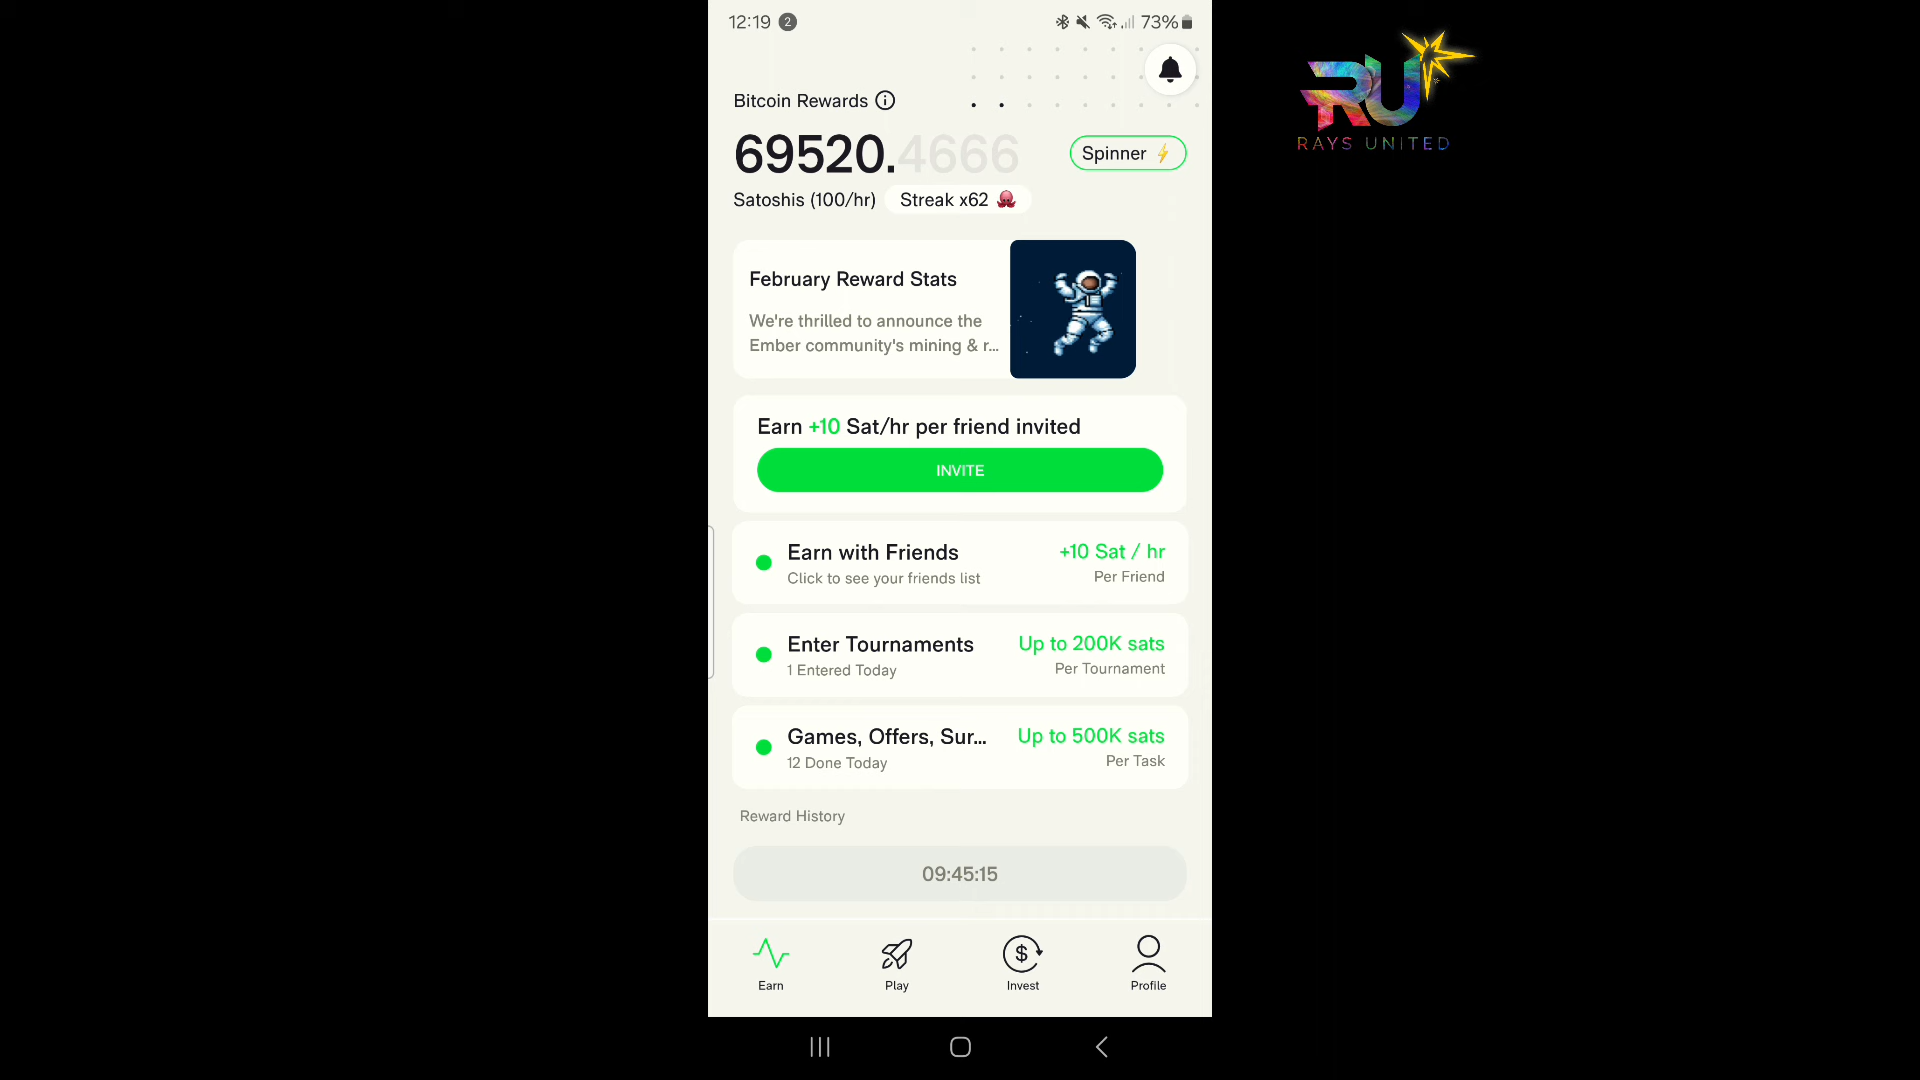 12:19 2 73%
Bitcoin Rewards
69520.4666
Spinner
Satoshis (100/hr) Streak x62
February Reward Stats
We're thrilled to announce the
Ember community's mining & r...
Earn +10 Sat/hr per friend invited
INVITE
Earn with Friends +10 Sat / hr
Click to see your friends list Per Friend
Enter Tournaments Up to 200K sats
1 Entered Today Per Tournament
Games, Offers, Sur... Up to 500K sats
12 Done Today Per Task
Reward History
09:45:15
Earn Play Invest Profile
RU
RAYS UNITED